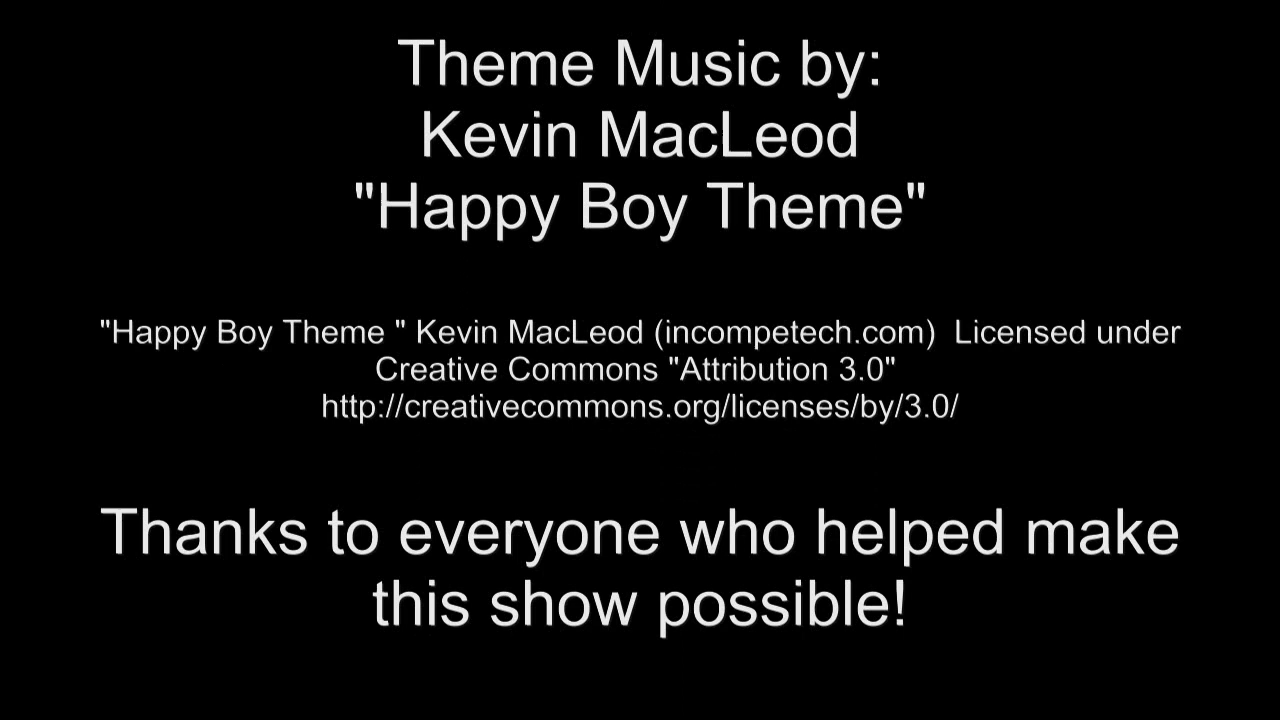 Theme Music by:
Kevin MacLeod
"Happy Boy Theme"
"Happy Boy Theme " Kevin MacLeod (incompetech.com)  Licensed under
Creative Commons "Attribution 3.0"
http://creativecommons.org/licenses/by/3.0/
Thanks to everyone who helped make
this show possible!